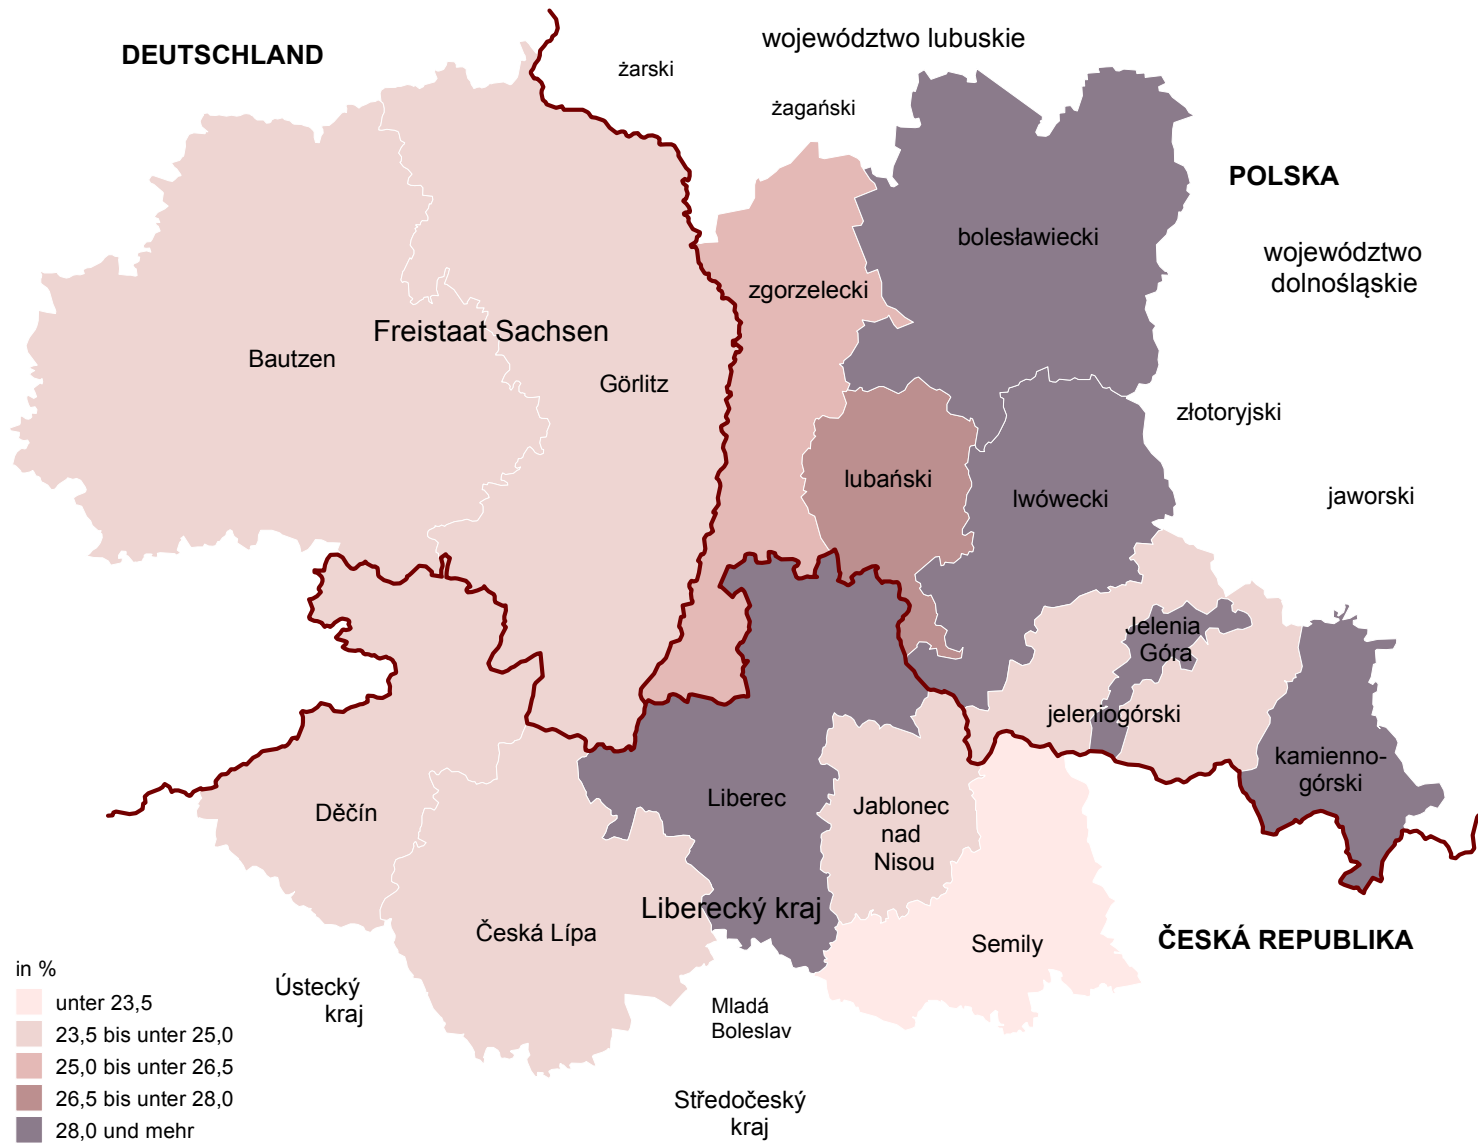 DEUTSCHLAND
województwo lubuskie
żarski
żagański
POLSKA
bolesławiecki
województwo
dolnośląskie
zgorzelecki
Freistaat Sachsen
Bautzen
Görlitz
złotoryjski
lubański
lwówecki
jaworski
Jelenia
Góra
jeleniogórski
kamienno-
górski
Děčín
Liberec
Jablonec
nad
Nisou
Liberecký kraj
Česká Lípa
Semily
ČESKÁ REPUBLIKA
Ústecký
kraj
Mladá
Boleslav
Středočeský
kraj
in %
unter 23,5
23,5 bis unter 25,0
25,0 bis unter 26,5
26,5 bis unter 28,0
28,0 und mehr